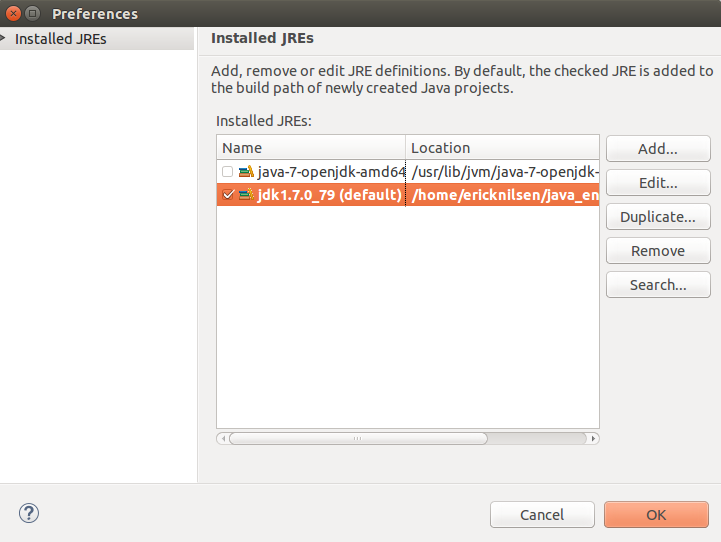 Preferences
Installed JREs
Installed JREs
Add, remove or edit JRE definitions. By default, the checked JRE is added to
the build path of newly created Java projects.
Installed JREs:
Name Location
java-7-openjdk-amd64 /usr/lib/jvm/java-7-openjdk-
jdk1.7.0_79 (default) /home/ericknilsen/java_en
Add...
Edit...
Duplicate...
Remove
Search...
?
Cancel
OK